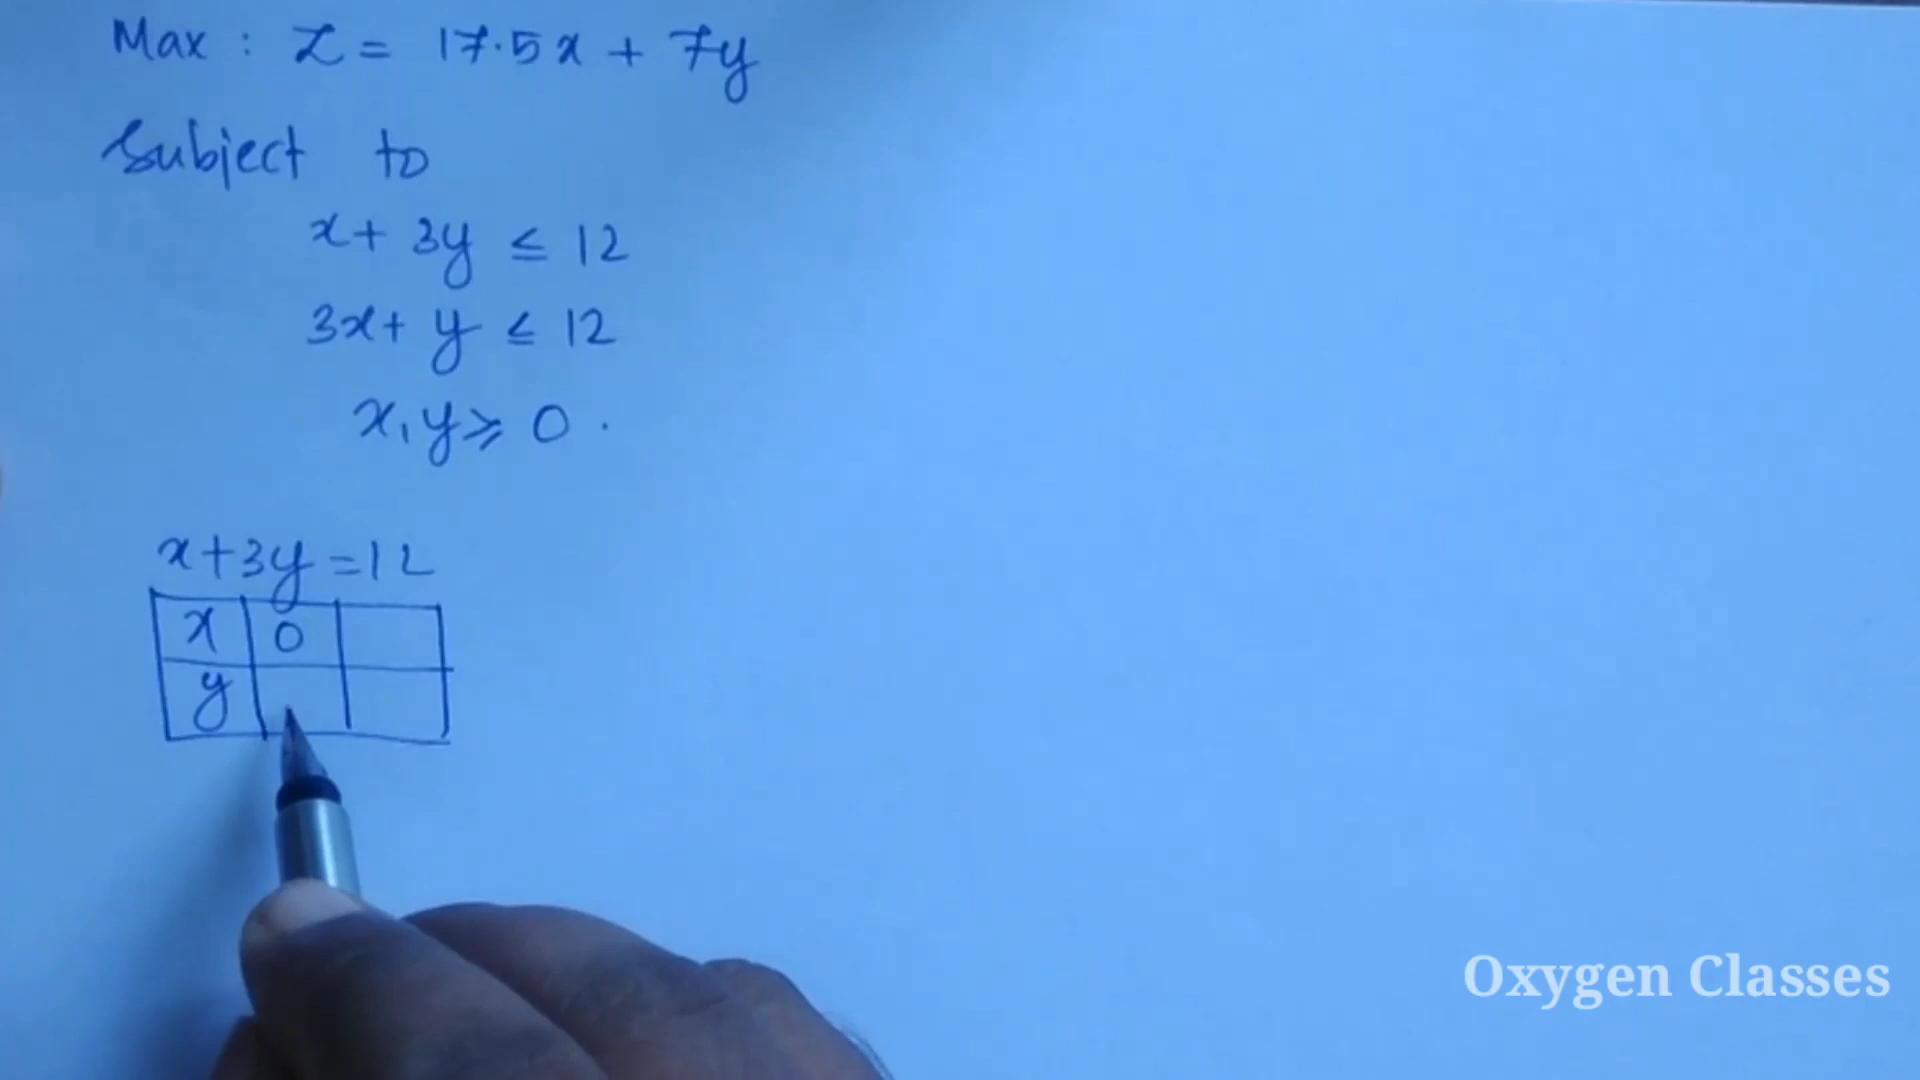 Max : Z = 17.5x + 7y
Subject to
x + 3y ≤ 12
3x + y ≤ 12
x, y ≥ 0 .
x + 3y = 12
x 0
y
Oxygen Classes